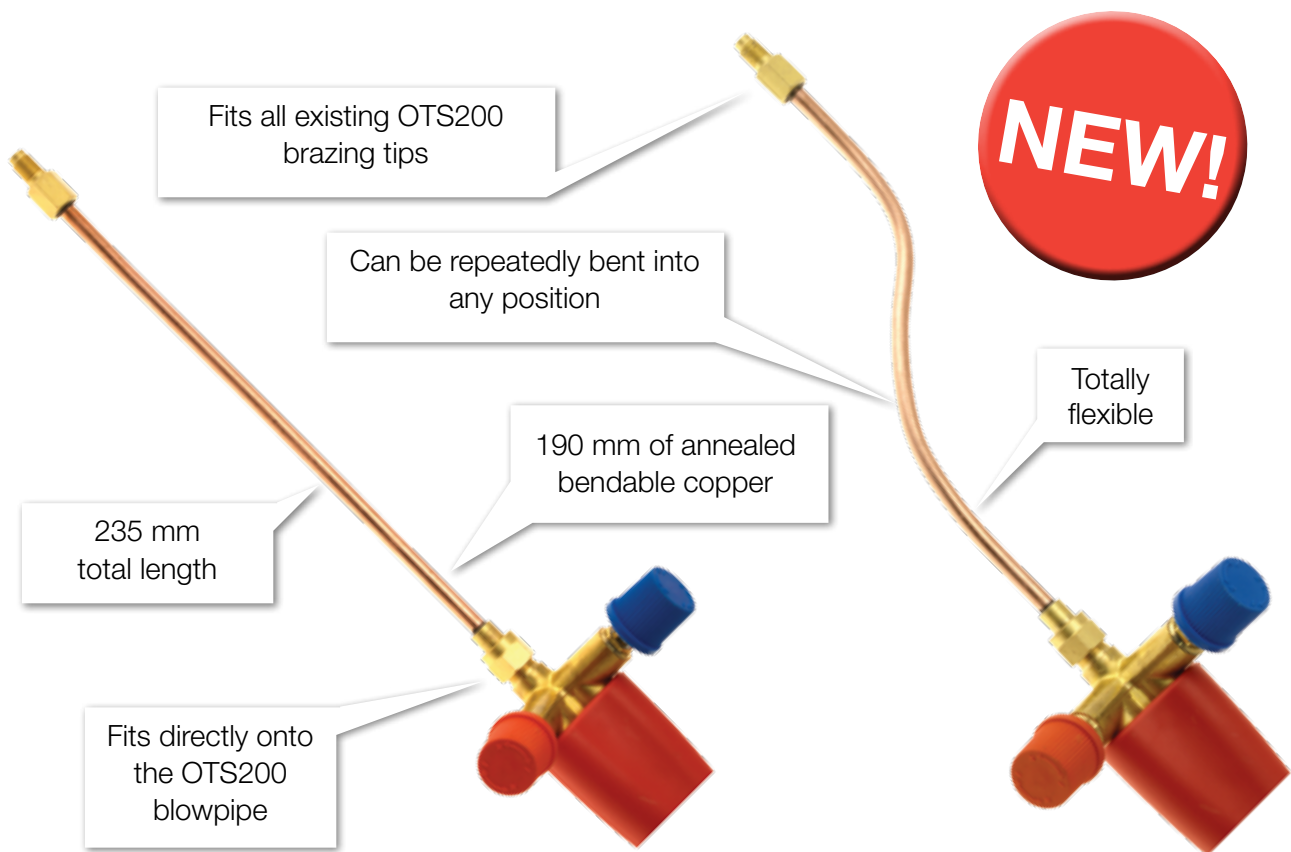 NEW!
Fits all existing OTS200
brazing tips
Can be repeatedly bent into
any position
Totally
flexible
190 mm of annealed
bendable copper
235 mm
total length
Fits directly onto
the OTS200
blowpipe